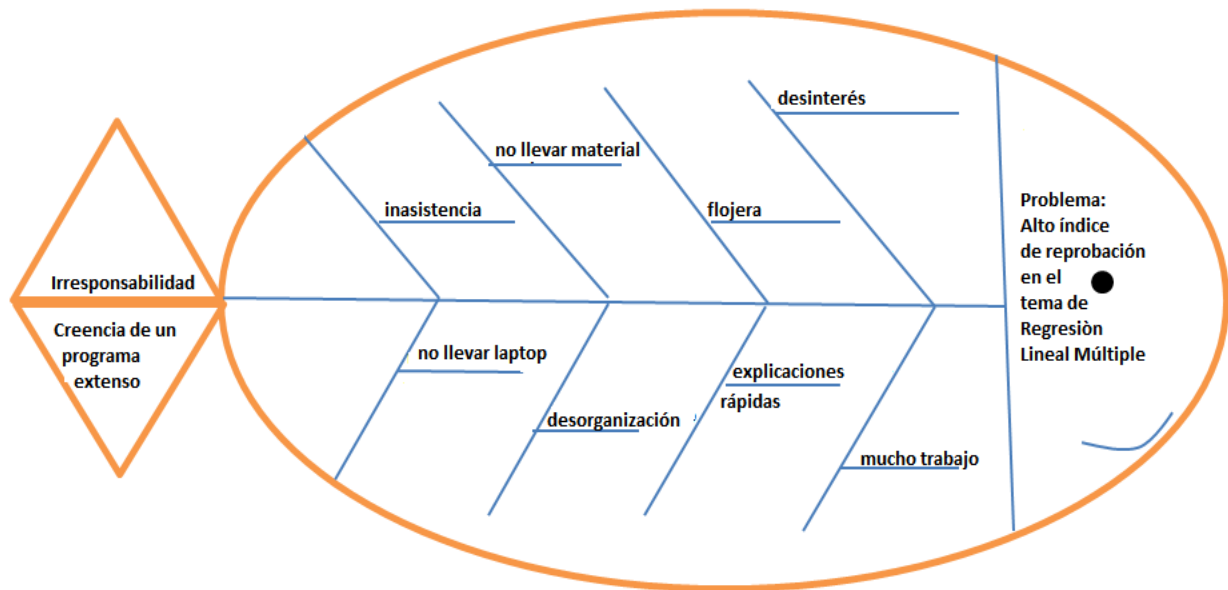 desinterés
no llevar material
inasistencia
flojera
Problema:
Alto índice
de reprobación
en el
tema de
Regresiòn
Lineal Múltiple
Irresponsabilidad
Creencia de un
programa
extenso
no llevar laptop
explicaciones
rápidas
desorganización
mucho trabajo